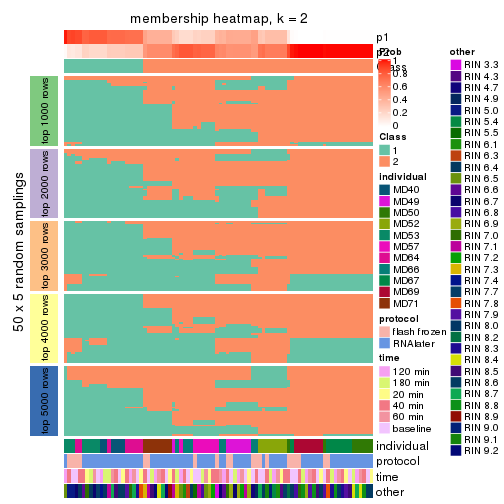 membership heatmap, k = 2
p1
p2
Class
50 x 5 random samplings
top 1000 rows
top 2000 rows
top 3000 rows
top 4000 rows
top 5000 rows
individual
protocol
time
other
Prob
1
0.8
0.6
0.4
0.2
0
Class
1
2
individual
MD40
MD49
MD50
MD52
MD53
MD57
MD64
MD66
MD67
MD69
MD71
protocol
flash frozen
RNAlater
time
120 min
180 min
20 min
40 min
60 min
baseline
other
RIN 3.3
RIN 4.3
RIN 4.7
RIN 4.9
RIN 5.0
RIN 5.4
RIN 5.5
RIN 6.1
RIN 6.3
RIN 6.4
RIN 6.5
RIN 6.6
RIN 6.7
RIN 6.8
RIN 6.9
RIN 7.0
RIN 7.1
RIN 7.2
RIN 7.3
RIN 7.4
RIN 7.7
RIN 7.8
RIN 7.9
RIN 8.0
RIN 8.2
RIN 8.3
RIN 8.4
RIN 8.5
RIN 8.6
RIN 8.7
RIN 8.8
RIN 8.9
RIN 9.0
RIN 9.1
RIN 9.2